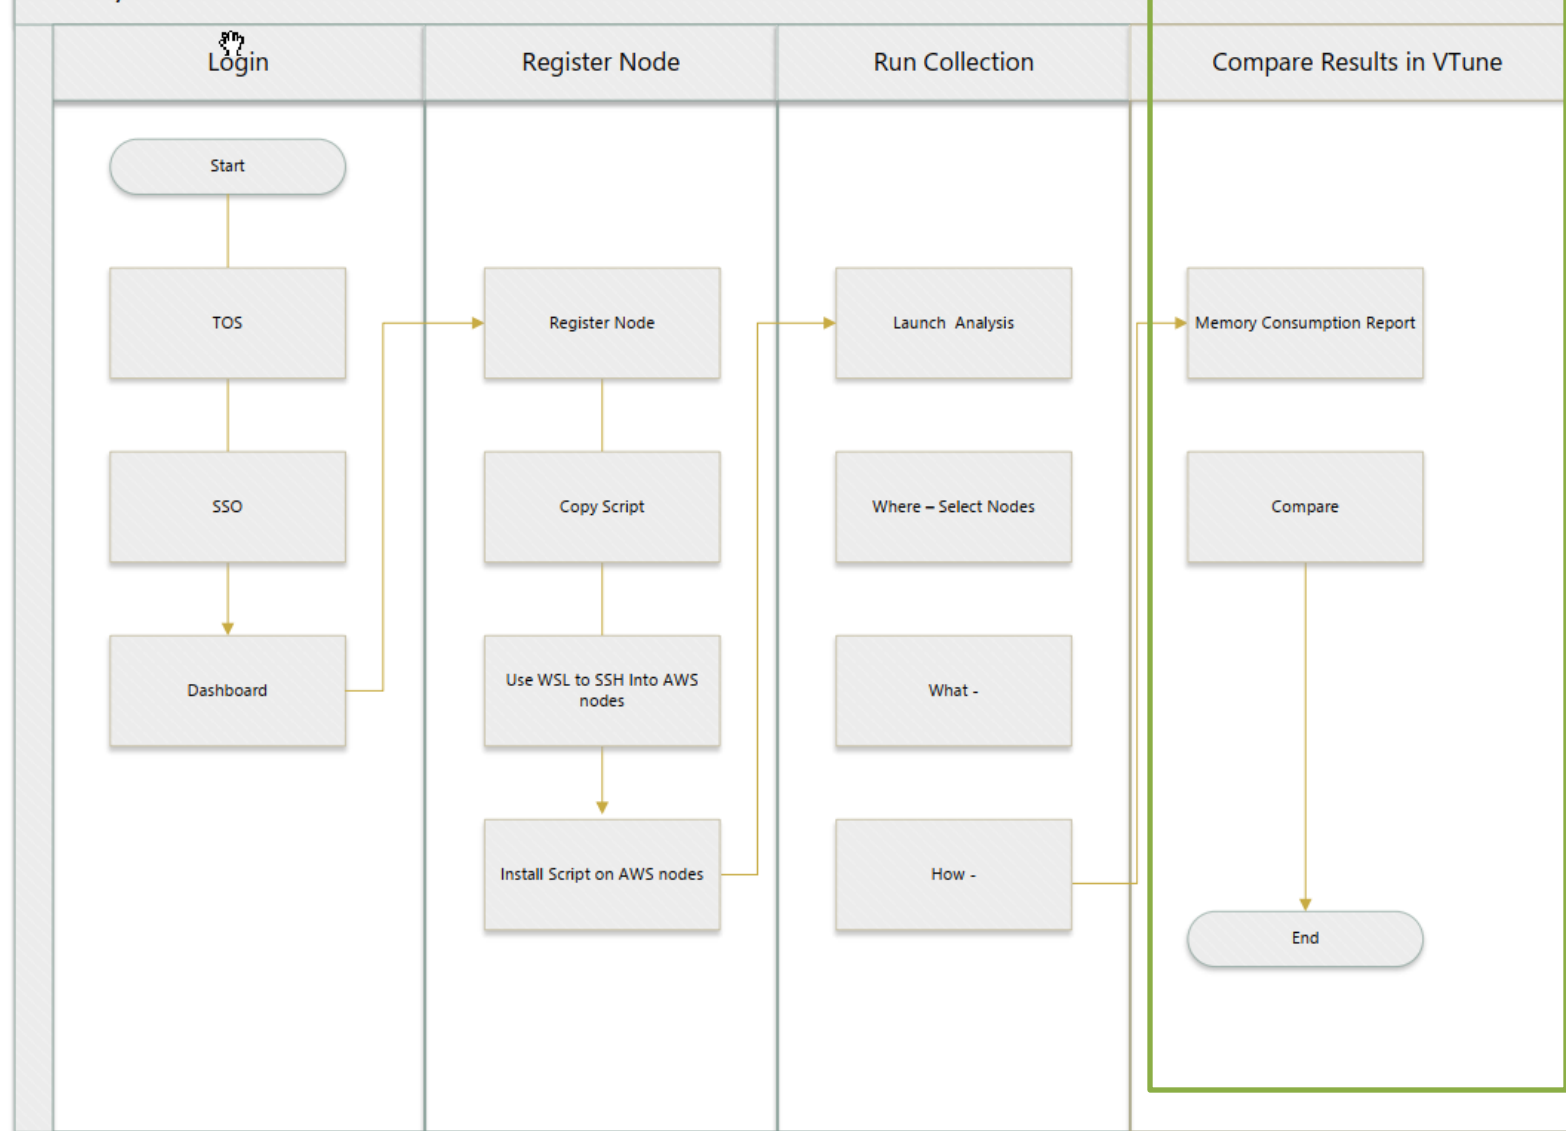 Login
Register Node
Run Collection
Compare Results in VTune
Start
TOS
Register Node
Launch  Analysis
Memory Consumption Report
SSO
Copy Script
Where – Select Nodes
Compare
Dashboard
Use WSL to SSH Into AWS
nodes
What -
Install Script on AWS nodes
How -
End